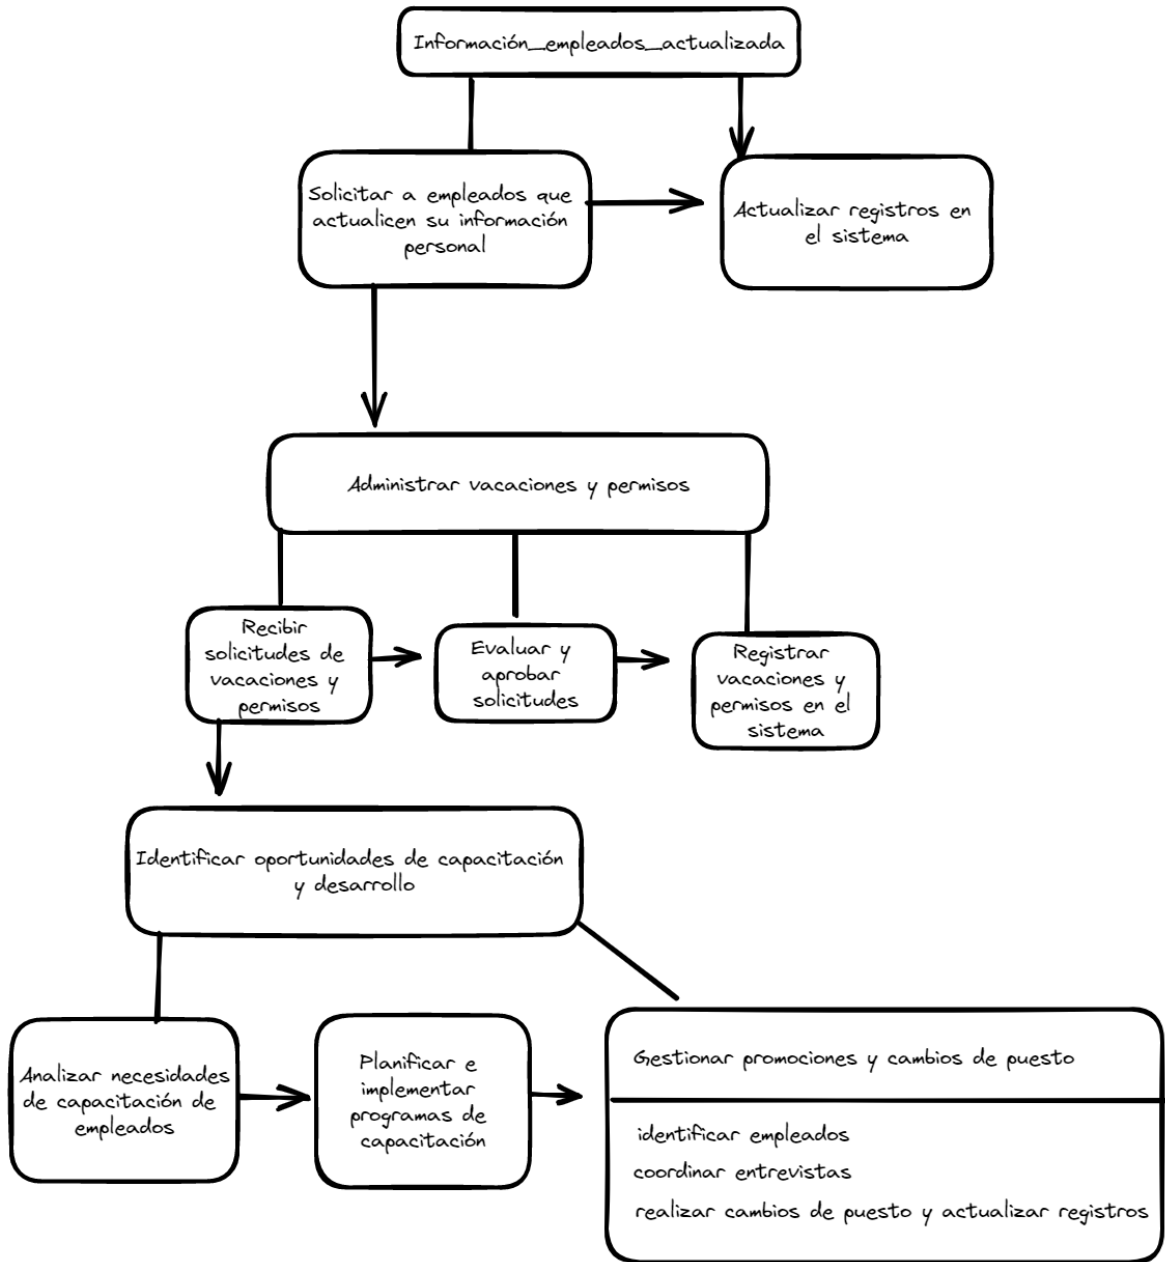 Información_empleados_actualizada
Solicitar a empleados que
actualicen su información
personal
Actualizar registros en
el sistema
Administrar vacaciones y permisos
Recibir
solicitudes de
vacaciones y
permisos
Evaluar y
aprobar
solicitudes
Registrar
vacaciones y
permisos en el
sistema
Identificar oportunidades de capacitación
y desarrollo
Analizar necesidades
de capacitación de
empleados
Planificar e
implementar
programas de
capacitación
Gestionar promociones y cambios de puesto
identificar empleados
coordinar entrevistas
realizar cambios de puesto y actualizar registros